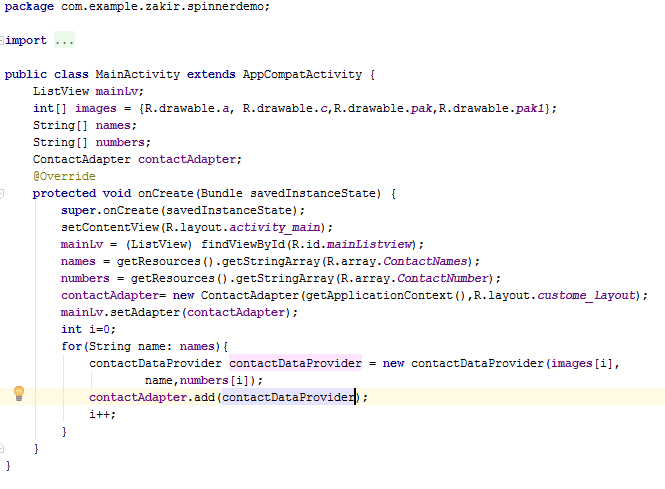 package com.example.zakir.spinnerdemo;
import ...
public class MainActivity extends AppCompatActivity {
ListView mainLv;
int[] images = {R.drawable.a, R.drawable.c,R.drawable.pak,R.drawable.pak1};
String[] names;
String[] numbers;
ContactAdapter contactAdapter;
@Override
protected void onCreate(Bundle savedInstanceState) {
super.onCreate(savedInstanceState);
setContentView(R.layout.activity_main);
mainLv = (ListView) findViewById(R.id.mainListview);
names = getResources().getStringArray(R.array.ContactNames);
numbers = getResources().getStringArray(R.array.ContactNumber);
contactAdapter= new ContactAdapter(getApplicationContext(),R.layout.custome_Layout);
mainLv.setAdapter(contactAdapter);
int i=0;
for(String name: names){
contactDataProvider contactDataProvider = new contactDataProvider(images[i],
name,numbers[i]);
contactAdapter.add(contactDataProvider);
i++;
}
}
}